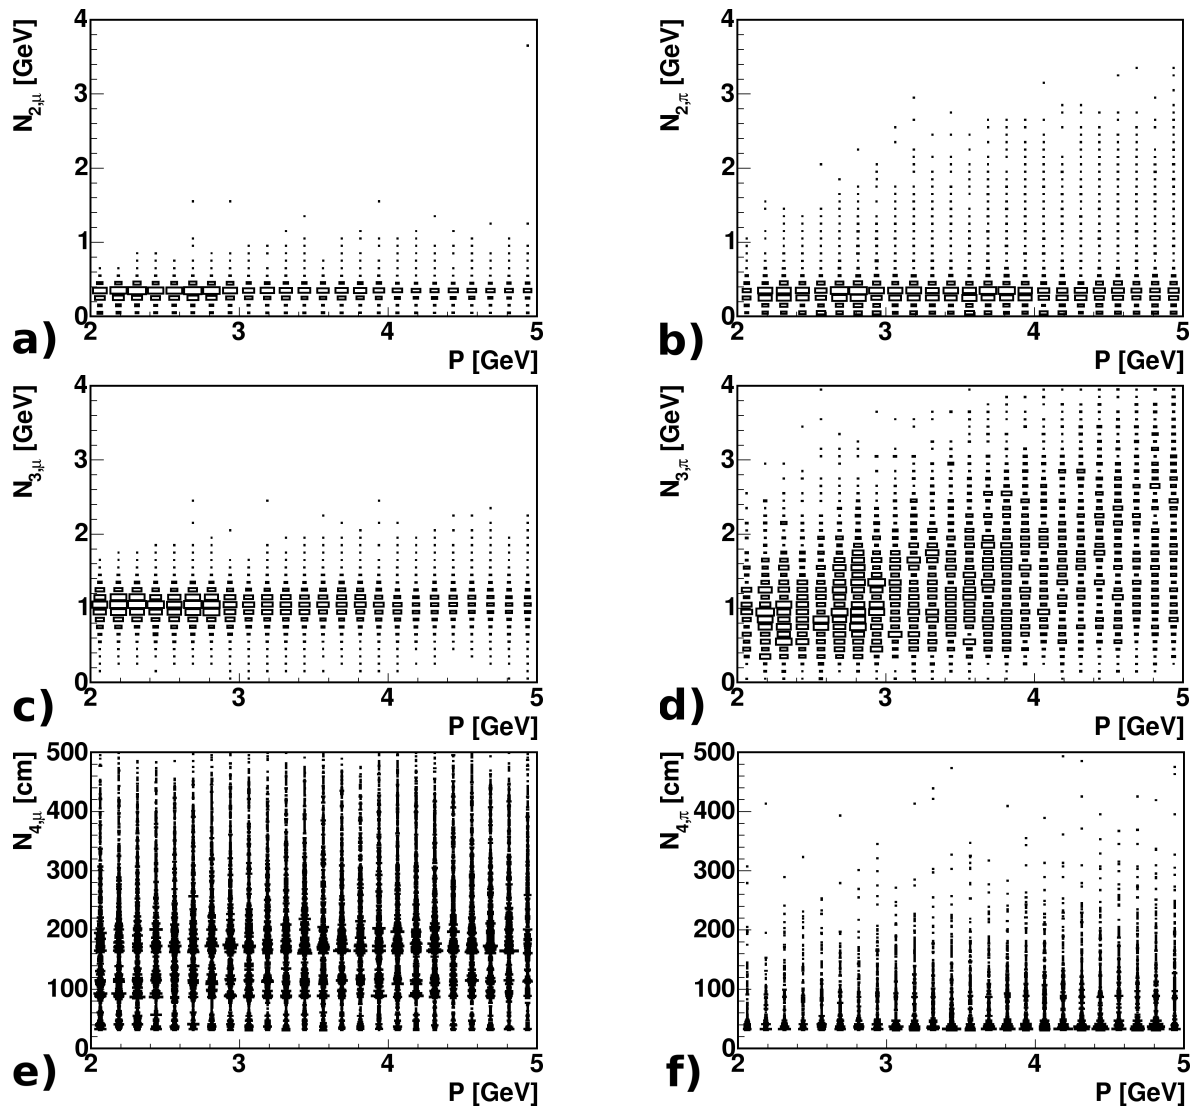 N2,μ [GeV]
4
3
2
1
0
2 3 4 5
P [GeV]
a)
N2,π [GeV]
4
3
2
1
0
2 3 4 5
P [GeV]
b)
N3,μ [GeV]
4
3
2
1
0
2 3 4 5
P [GeV]
c)
N3,π [GeV]
4
3
2
1
0
2 3 4 5
P [GeV]
d)
N4,μ [cm]
500
400
300
200
100
0
2 3 4 5
P [GeV]
e)
N4,π [cm]
500
400
300
200
100
0
2 3 4 5
P [GeV]
f)